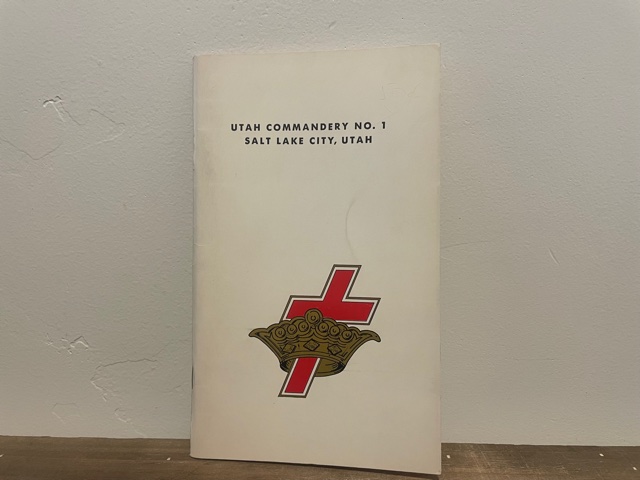 UTAH COMMANDERY NO. 1
SALT LAKE CITY, UTAH